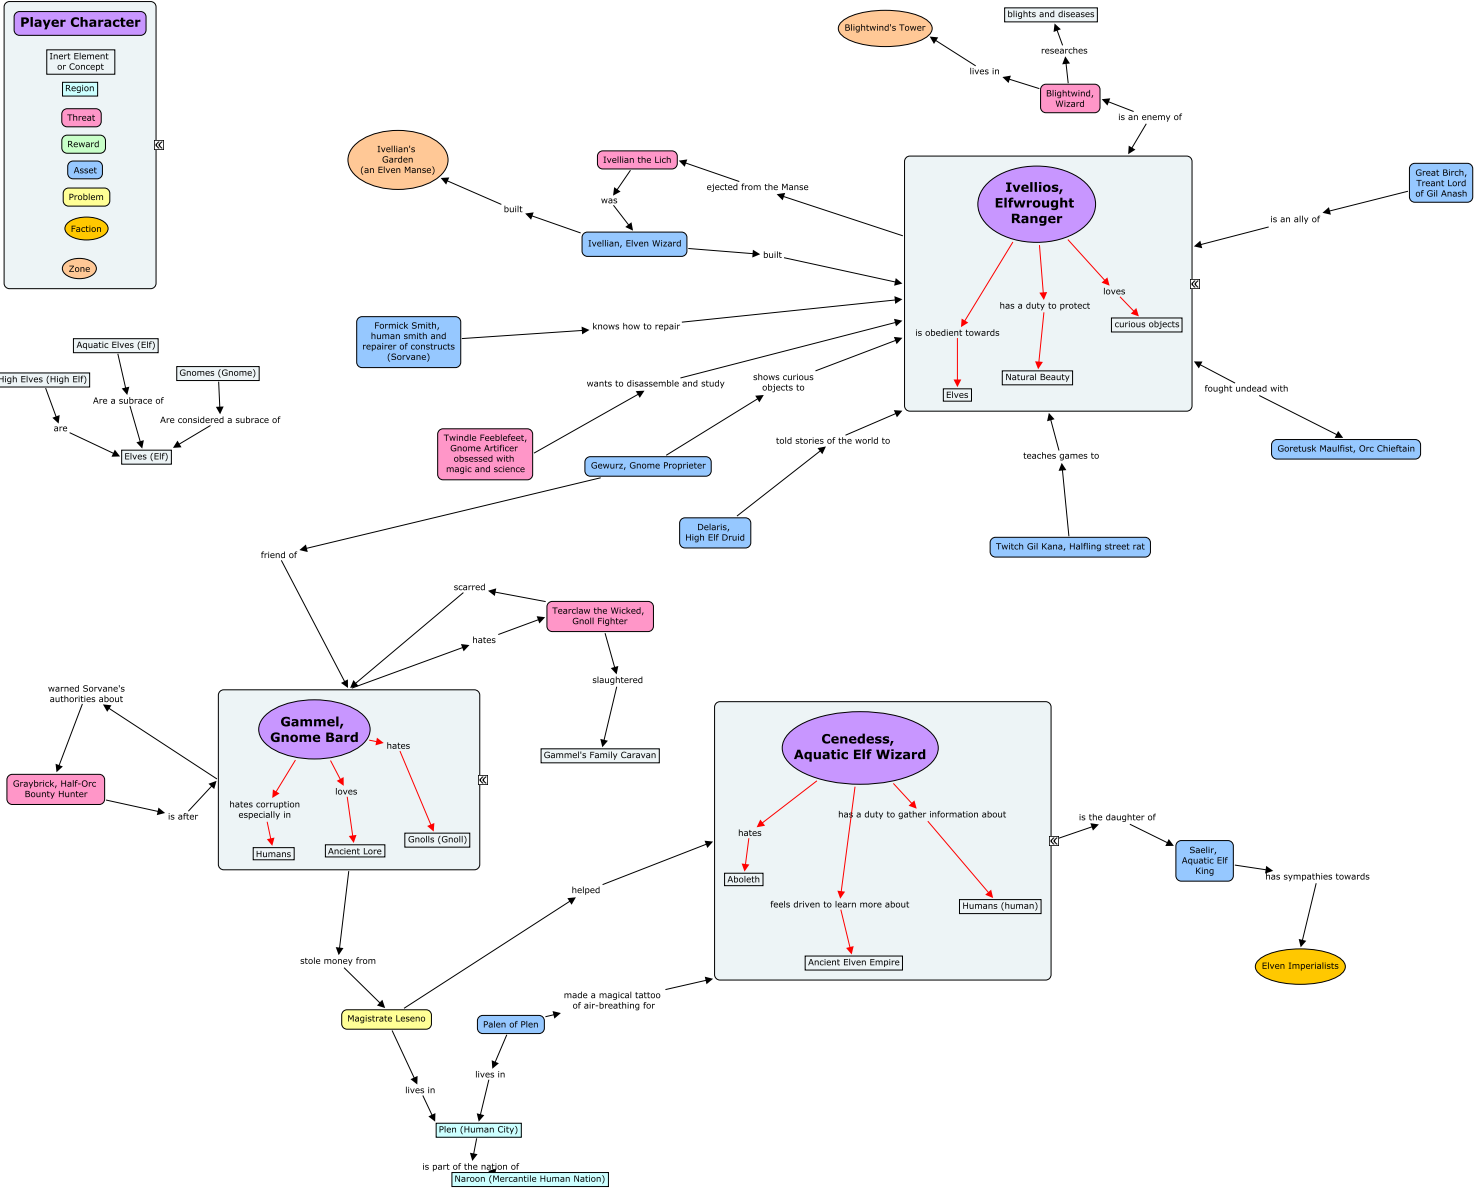 Player Character
Inert Element
or Concept
Region
Threat
Reward
Asset
Problem
Faction
Zone
blights and diseases
Blightwind's Tower
researches
lives in
Blightwind,
Wizard
is an enemy of
Ivellian's
Garden
(an Elven Manse)
Ivellian the Lich
ejected from the Manse
was
built
Ivellian, Elven Wizard
built
Ivellios,
Elfwrought
Ranger
loves
has a duty to protect
curious objects
is obedient towards
Natural Beauty
Elves
Great Birch,
Treant Lord
of Gil Anash
is an ally of
Formick Smith,
human smith and
repairer of constructs
(Sorvane)
knows how to repair
Aquatic Elves (Elf)
High Elves (High Elf)
Gnomes (Gnome)
Are a subrace of
Are considered a subrace of
are
Elves (Elf)
wants to disassemble and study
shows curious
objects to
fought undead with
Twindle Feeblefeet,
Gnome Artificer
obsessed with
magic and science
told stories of the world to
Goretusk Maulfist, Orc Chieftain
teaches games to
Gewurz, Gnome Proprieter
Delaris,
High Elf Druid
Twitch Gil Kana, Halfling street rat
friend of
scarred
Tearclaw the Wicked,
Gnoll Fighter
hates
slaughtered
Gammel's Family Caravan
warned Sorvane's
authorities about
Graybrick, Half-Orc
Bounty Hunter
is after
Gammel,
Gnome Bard
hates
loves
hates corruption
especially in
Gnolls (Gnoll)
Ancient Lore
Humans
Cenedess,
Aquatic Elf Wizard
has a duty to gather information about
hates
Aboleth
feels driven to learn more about
Humans (human)
Ancient Elven Empire
is the daughter of
Saelir,
Aquatic Elf
King
has sympathies towards
Elven Imperialists
helped
stole money from
made a magical tattoo
of air-breathing for
Magistrate Leseno
Palen of Plen
lives in
lives in
Plen (Human City)
is part of the nation of
Naroon (Mercantile Human Nation)